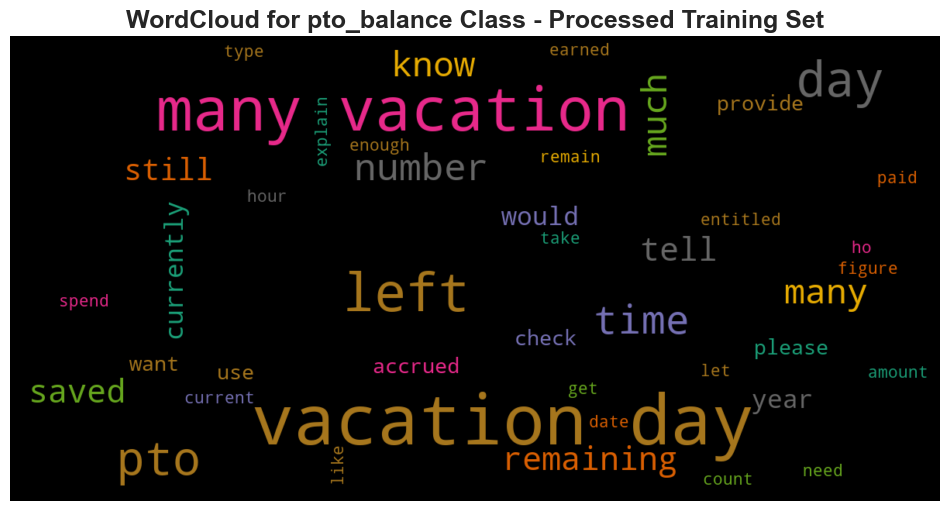 WordCloud for pto_balance Class - Processed Training Set
type
earned
know
day
many vacation
much
provide
explain
enough
number
remain
still
paid
hour
would
entitled
currently
take
tell
ho
figure
left
many
spend
time
check
please
want
use
accrued
let
amount
saved
current
get
year
vacation day
date
pto
like
remaining
count
need